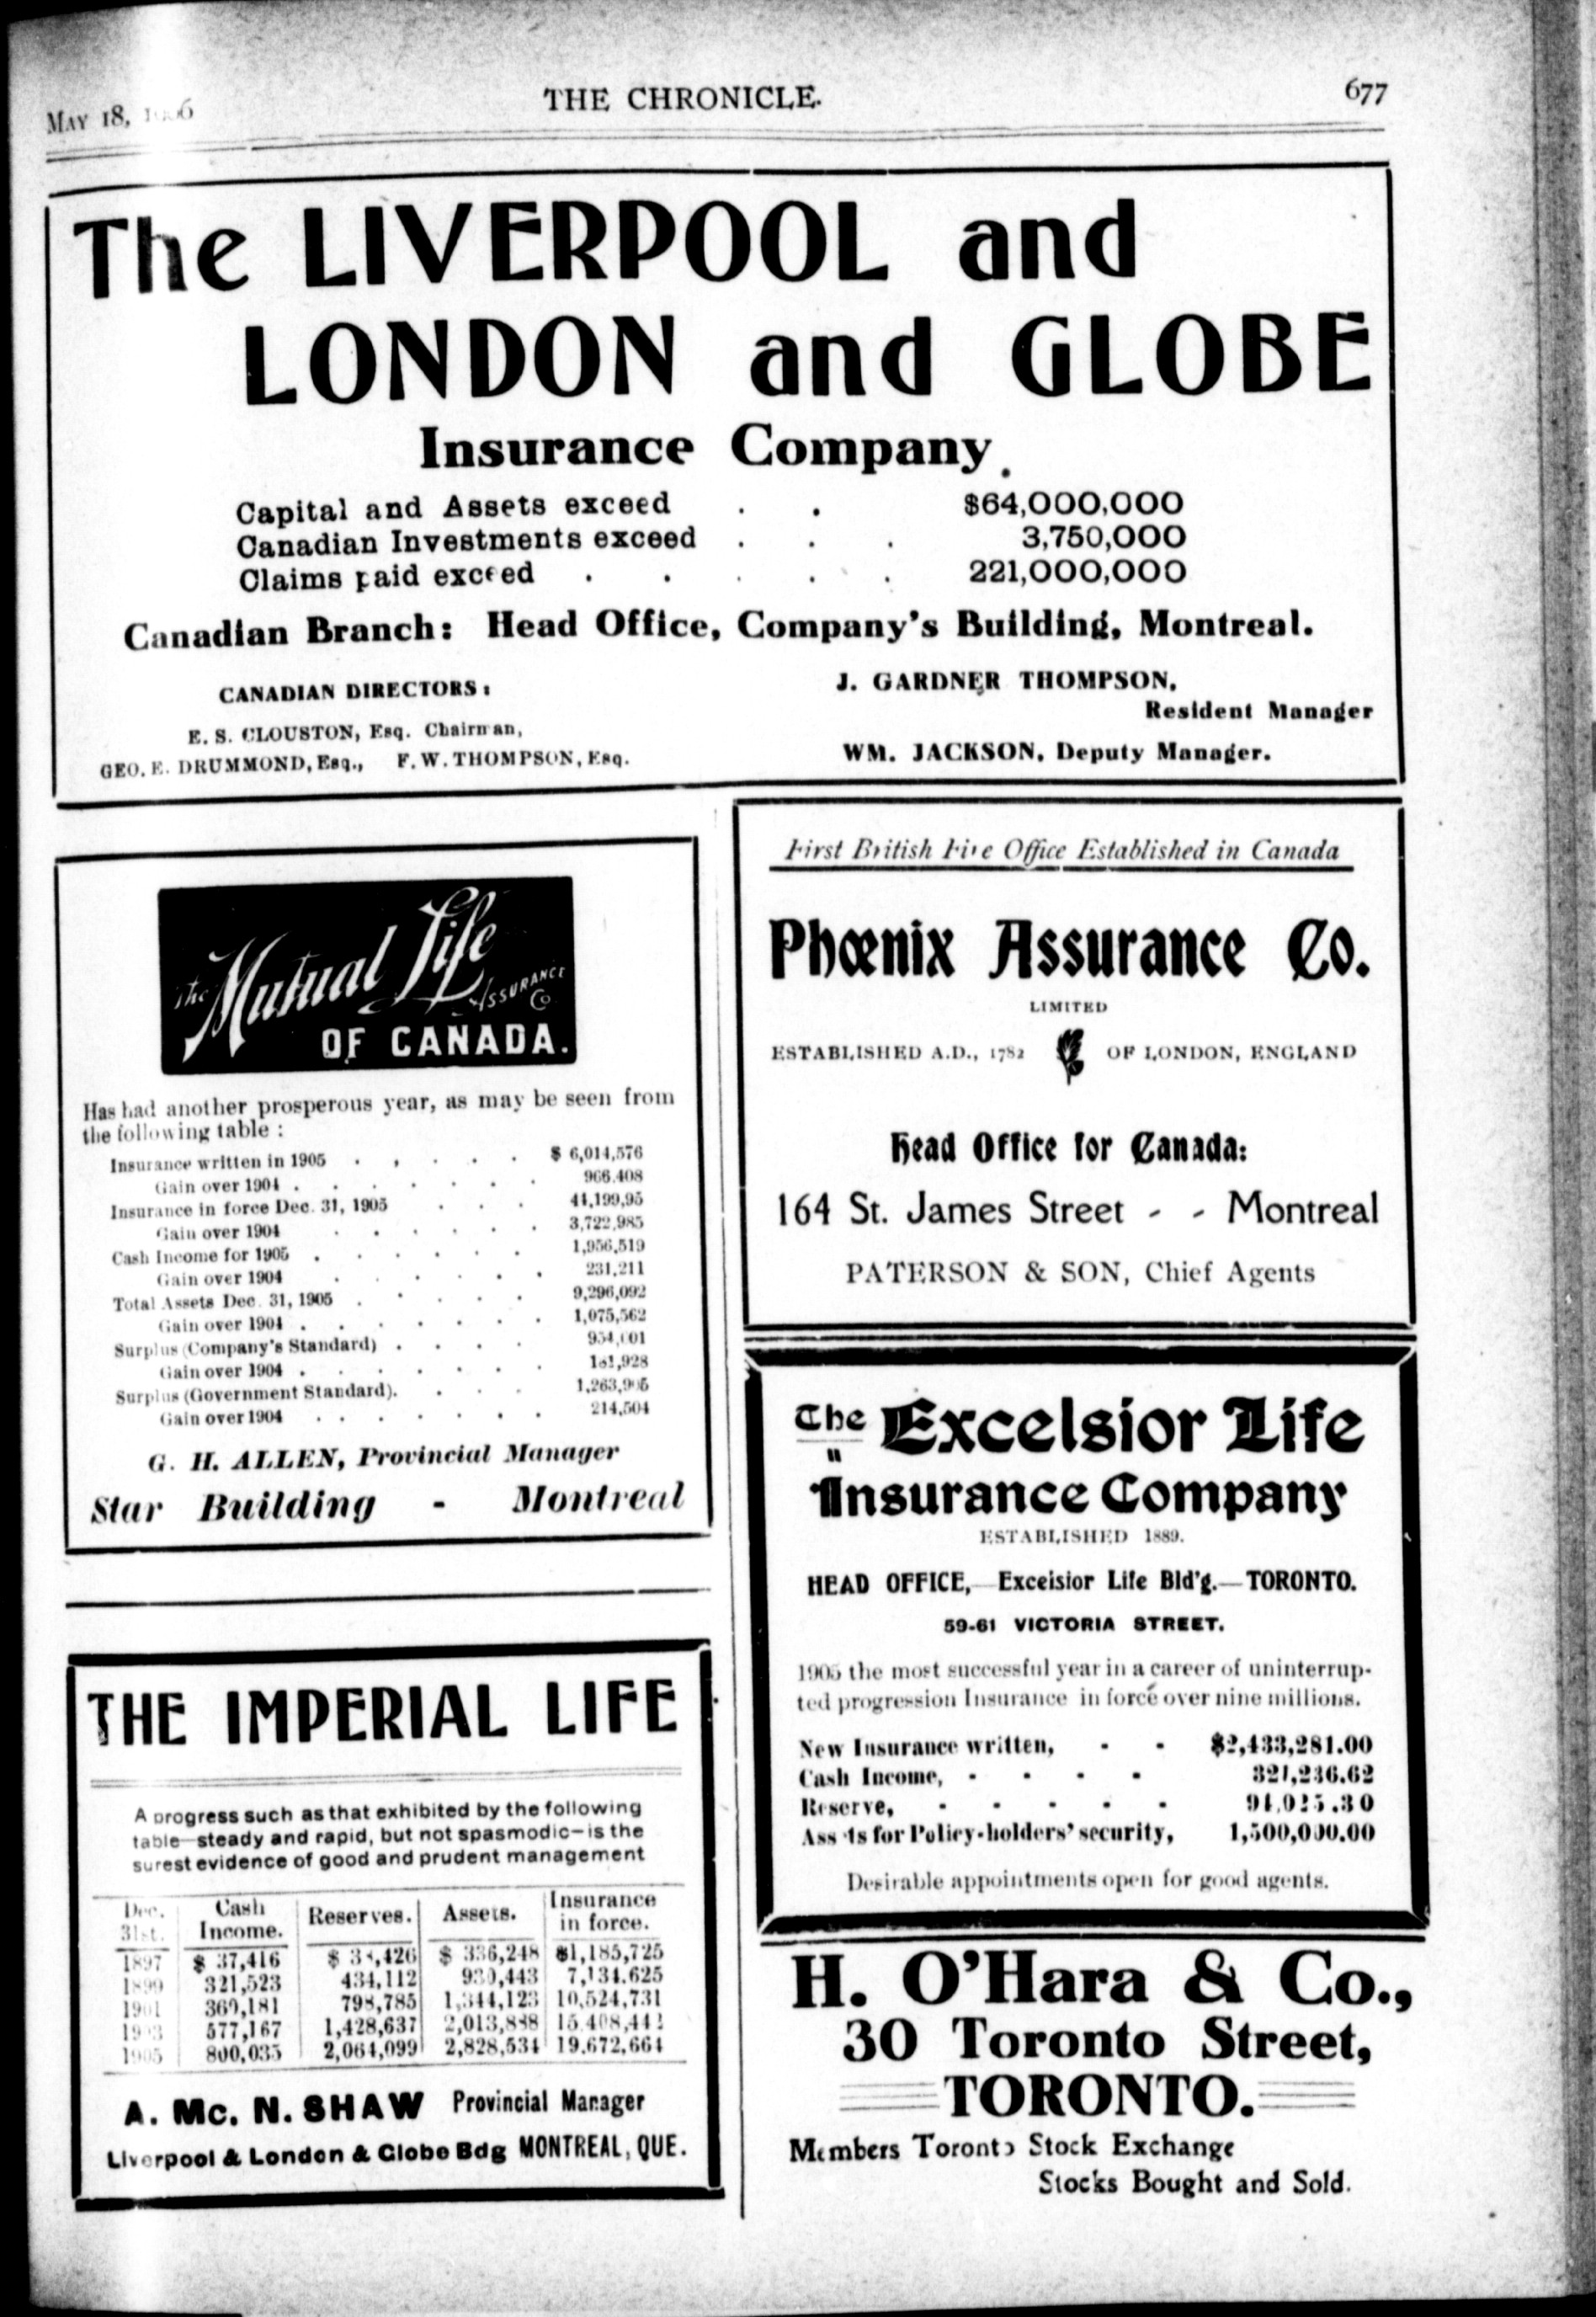 MAY 18,
THE CHRONICLE.
677
The LIVERPOOL and
LONDON and GLOBE
Insurance Company.
Capital and Assets exceed . . $64,000,000
Canadian Investments exceed . . . 3,750,000
Claims paid exceed . . . . . 221,000,000
Canadian Branch: Head Office, Company's Building, Montreal.
CANADIAN DIRECTORS:
E. S. CLOUSTON, Esq. Chairman,
GEO. E. DRUMMOND, Esq., F. W. THOMPSON, Esq.
J. GARDNER THOMPSON,
Resident Manager
WM. JACKSON, Deputy Manager.
The Mutual Life
ASSURANCE
Co
OF CANADA.
Has had another prosperous year, as may be seen from
the following table :
Insurance written in 1905 . . . . . $ 6,014,576
Gain over 1904 . . . . . . 966.408
Insurance in force Dec. 31, 1905 . . . 44,199,95
Gain over 1904 . . . . . . 3,722,985
Cash Income for 1905 . . . . . . 1,956,519
Gain over 1904 . . . . . . 231,211
Total Assets Dec. 31, 1905 . . . . . 9,296,092
Gain over 1904 . . . . . . 1,075,562
Surplus (Company's Standard) . . . .
Gain over 1904 . . . . . .
Surplus (Government Standard). . . .
Gain over 1904 . . . . . . . 214,504
G. H. ALLEN, Provincial Manager
Star Building - Montreal
THE IMPERIAL LIFE
A progress such as that exhibited by the following
table—steady and rapid, but not spasmodic—is the
surest evidence of good and prudent management
Dec. Cash Reserves. Assets. Insurance
31st. Income. in force.
1897 $ 37,416 $ $ 336,248 $1,185,725
1899 321,523 434,112 7,134.625
1901 360,181 798,785 1,344,123 10,524,731
1903 577,167 1,428,637 2,013,888
1905 800,035 2,064,099 2,828,534 19.672,664
A. Mc. N. SHAW Provincial Manager
Liverpool & London & Globe Bdg MONTREAL, QUE.
First British Fire Office Established in Canada
Phœnix Assurance Co.
LIMITED
ESTABLISHED A.D., 1782 OF LONDON, ENGLAND
Head Office for Canada:
164 St. James Street - - Montreal
PATERSON & SON, Chief Agents
The Excelsior Life
Insurance Company
ESTABLISHED 1889.
HEAD OFFICE,—Excelsior Life Bld'g.—TORONTO.
59-61 VICTORIA STREET.
1905 the most successful year in a career of uninterrup-
ted progression Insurance in force over nine millions.
New Insurance written, - - $2,433,281.00
Cash Income, - - - - 321,236.62
Reserve, - - - - - 94,025.30
Assets for Policy-holders' security, 1,500,000.00
Desirable appointments open for good agents.
H. O'Hara & Co.,
30 Toronto Street,
TORONTO.
Members Toronto Stock Exchange
Stocks Bought and Sold.